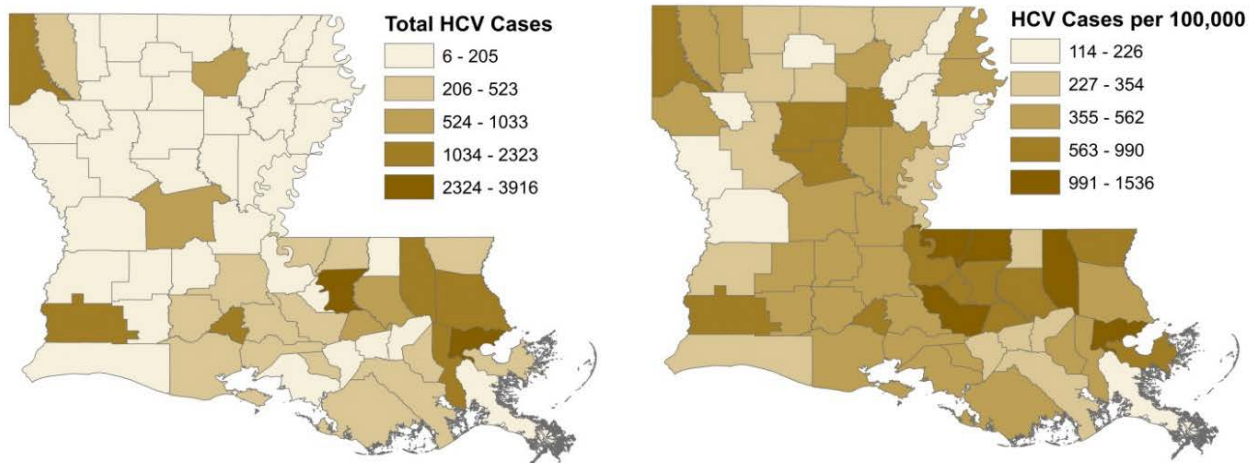 Total HCV Cases
6 - 205
206 - 523
524 - 1033
1034 - 2323
2324 - 3916
HCV Cases per 100,000
114 - 226
227 - 354
355 - 562
563 - 990
991 - 1536